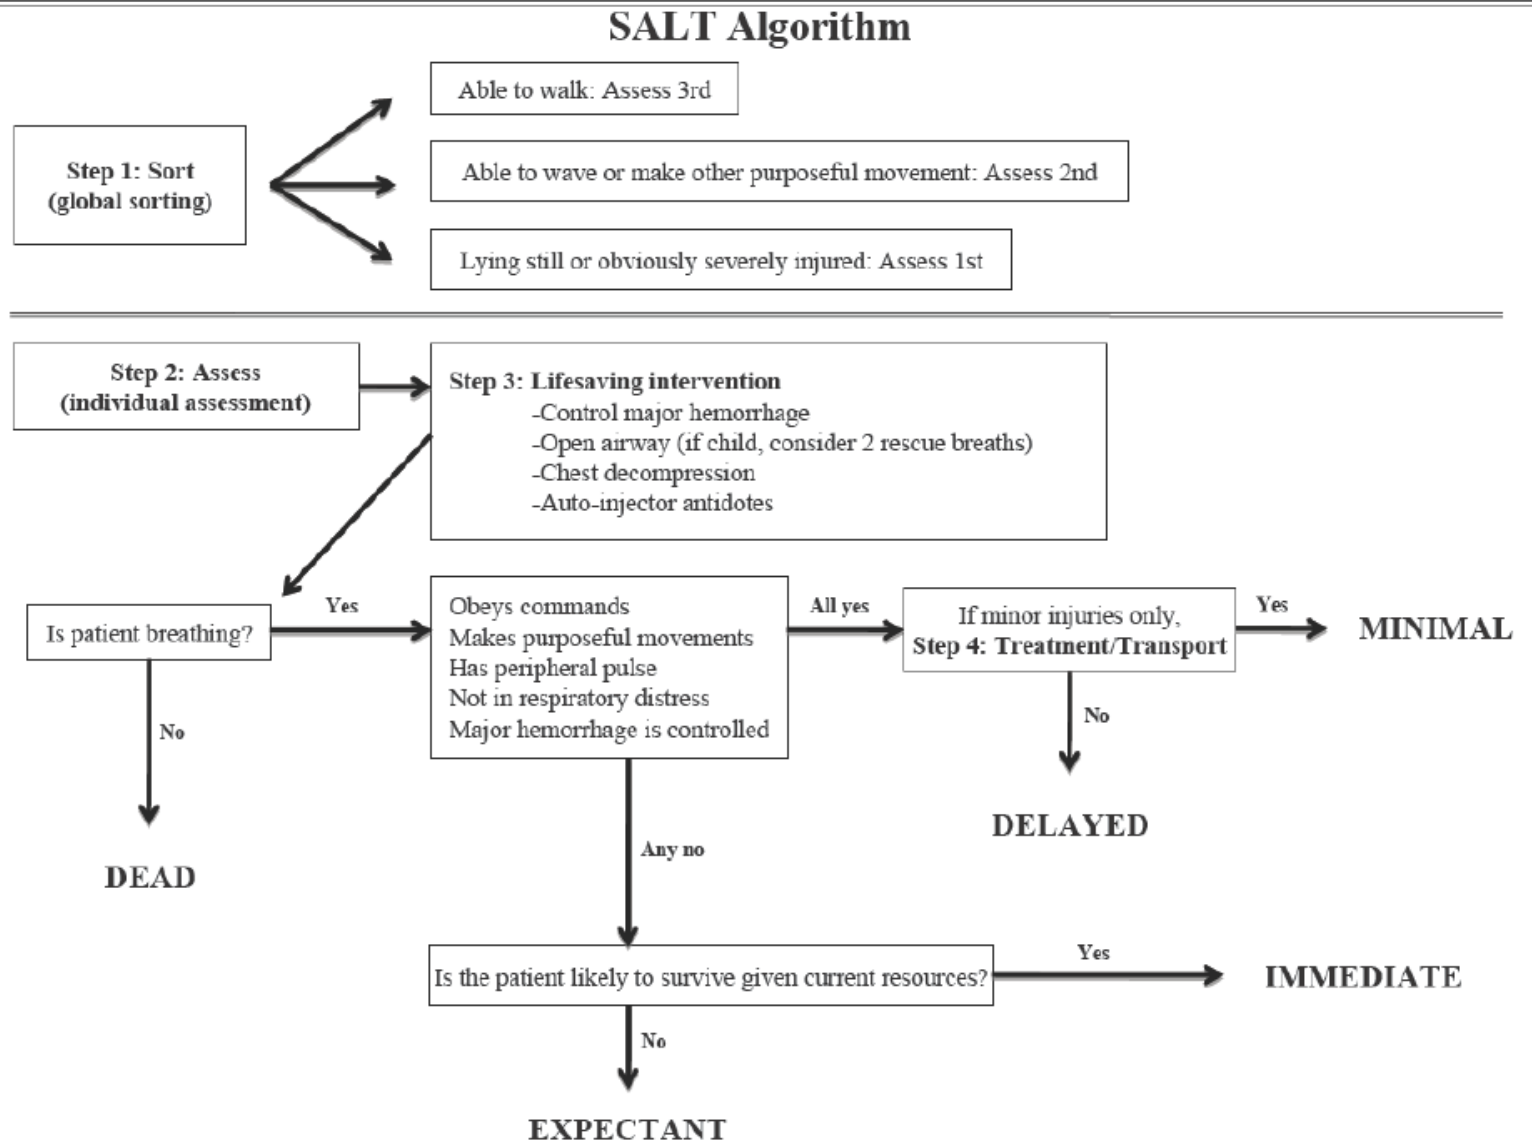 SALT Algorithm
Able to walk: Assess 3rd
Step 1: Sort
(global sorting)
Able to wave or make other purposeful movement: Assess 2nd
Lying still or obviously severely injured: Assess 1st
Step 2: Assess
(individual assessment)
Step 3: Lifesaving intervention
-Control major hemorrhage
-Open airway (if child, consider 2 rescue breaths)
-Chest decompression
-Auto-injector antidotes
Is patient breathing?
Yes
Obeys commands
Makes purposeful movements
Has peripheral pulse
Not in respiratory distress
Major hemorrhage is controlled
All yes
If minor injuries only,
Step 4: Treatment/Transport
Yes
MINIMAL
No
DEAD
No
DELAYED
Any no
Is the patient likely to survive given current resources?
Yes
IMMEDIATE
No
EXPECTANT